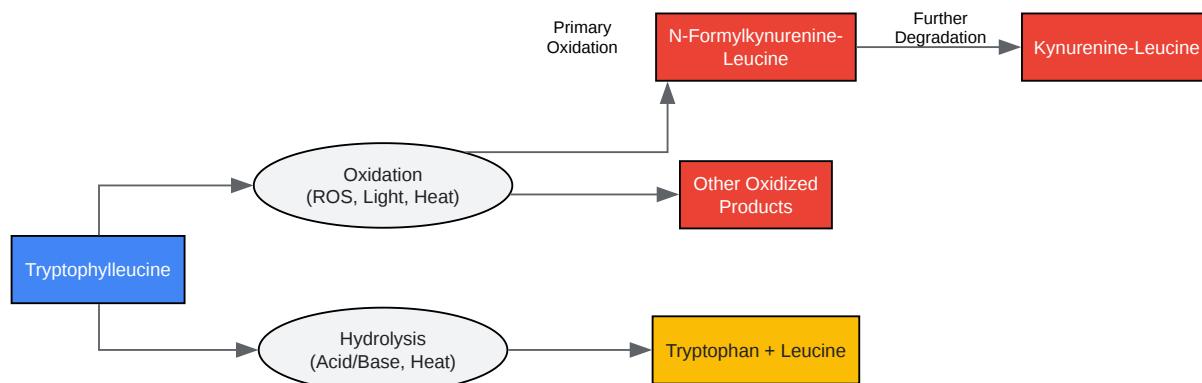 Primary
Oxidation
N-Formylkynurenine-
Leucine
Further
Degradation
Kynurenine-Leucine
Oxidation
(ROS, Light, Heat)
Other Oxidized
Products
Tryptophylleucine
Hydrolysis
(Acid/Base, Heat)
Tryptophan + Leucine